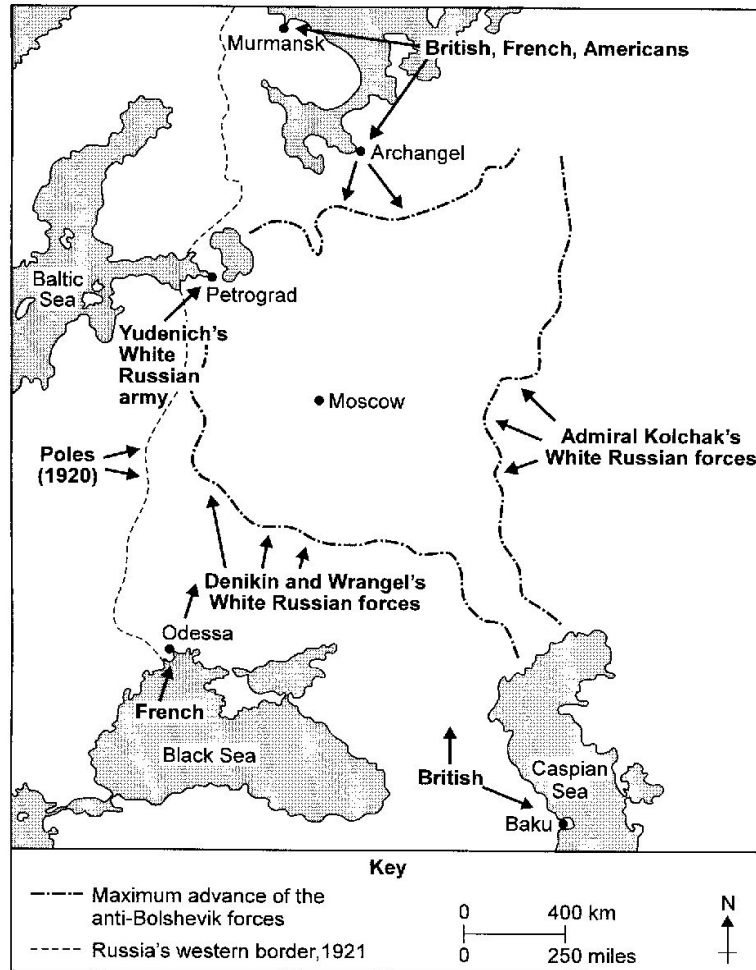 Murmansk
British, French, Americans
Archangel
Baltic
Sea
Petrograd
Yudenich's
White
Russian
army
Moscow
Poles
(1920)
Admiral Kolchak's
White Russian forces
Denikin and Wrangel's
White Russian forces
Odessa
French
Black Sea
British
Caspian
Sea
Baku
Key
Maximum advance of the
anti-Bolshevik forces
Russia's western border,1921
0 400 km
0 250 miles
N